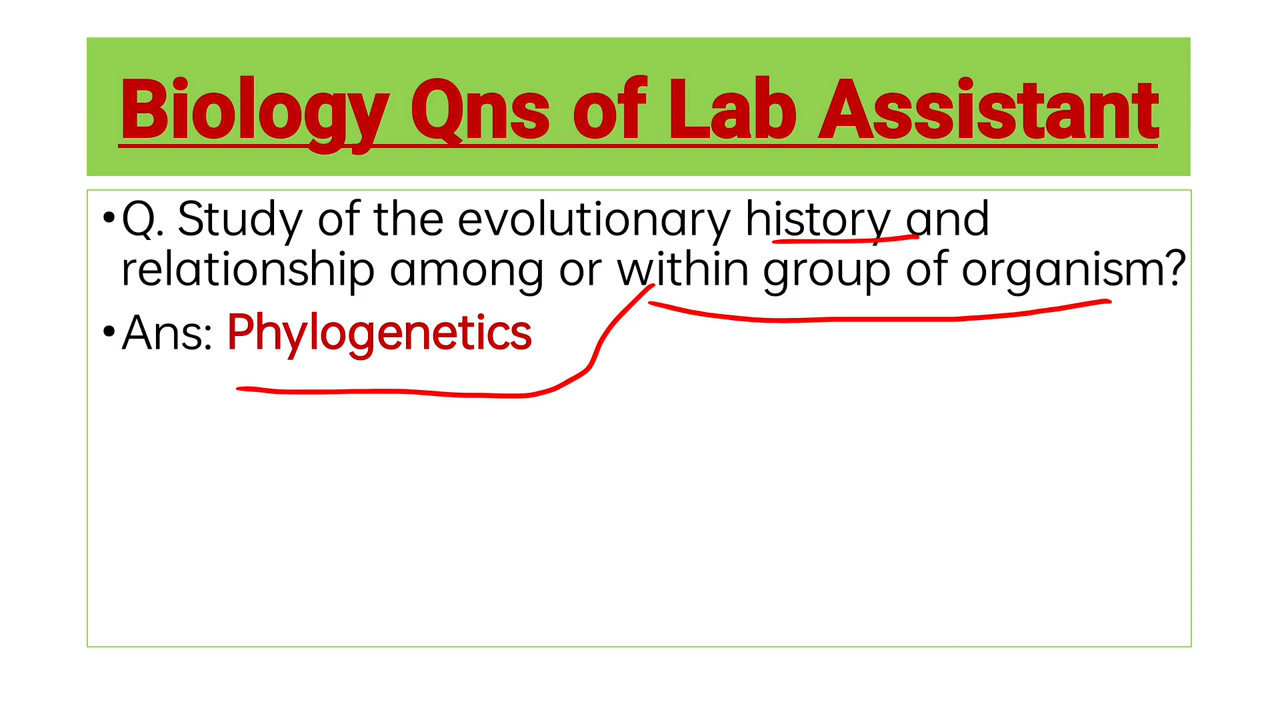 Biology Qns of Lab Assistant
•Q. Study of the evolutionary history and
relationship among or within group of organism?
•Ans: Phylogenetics